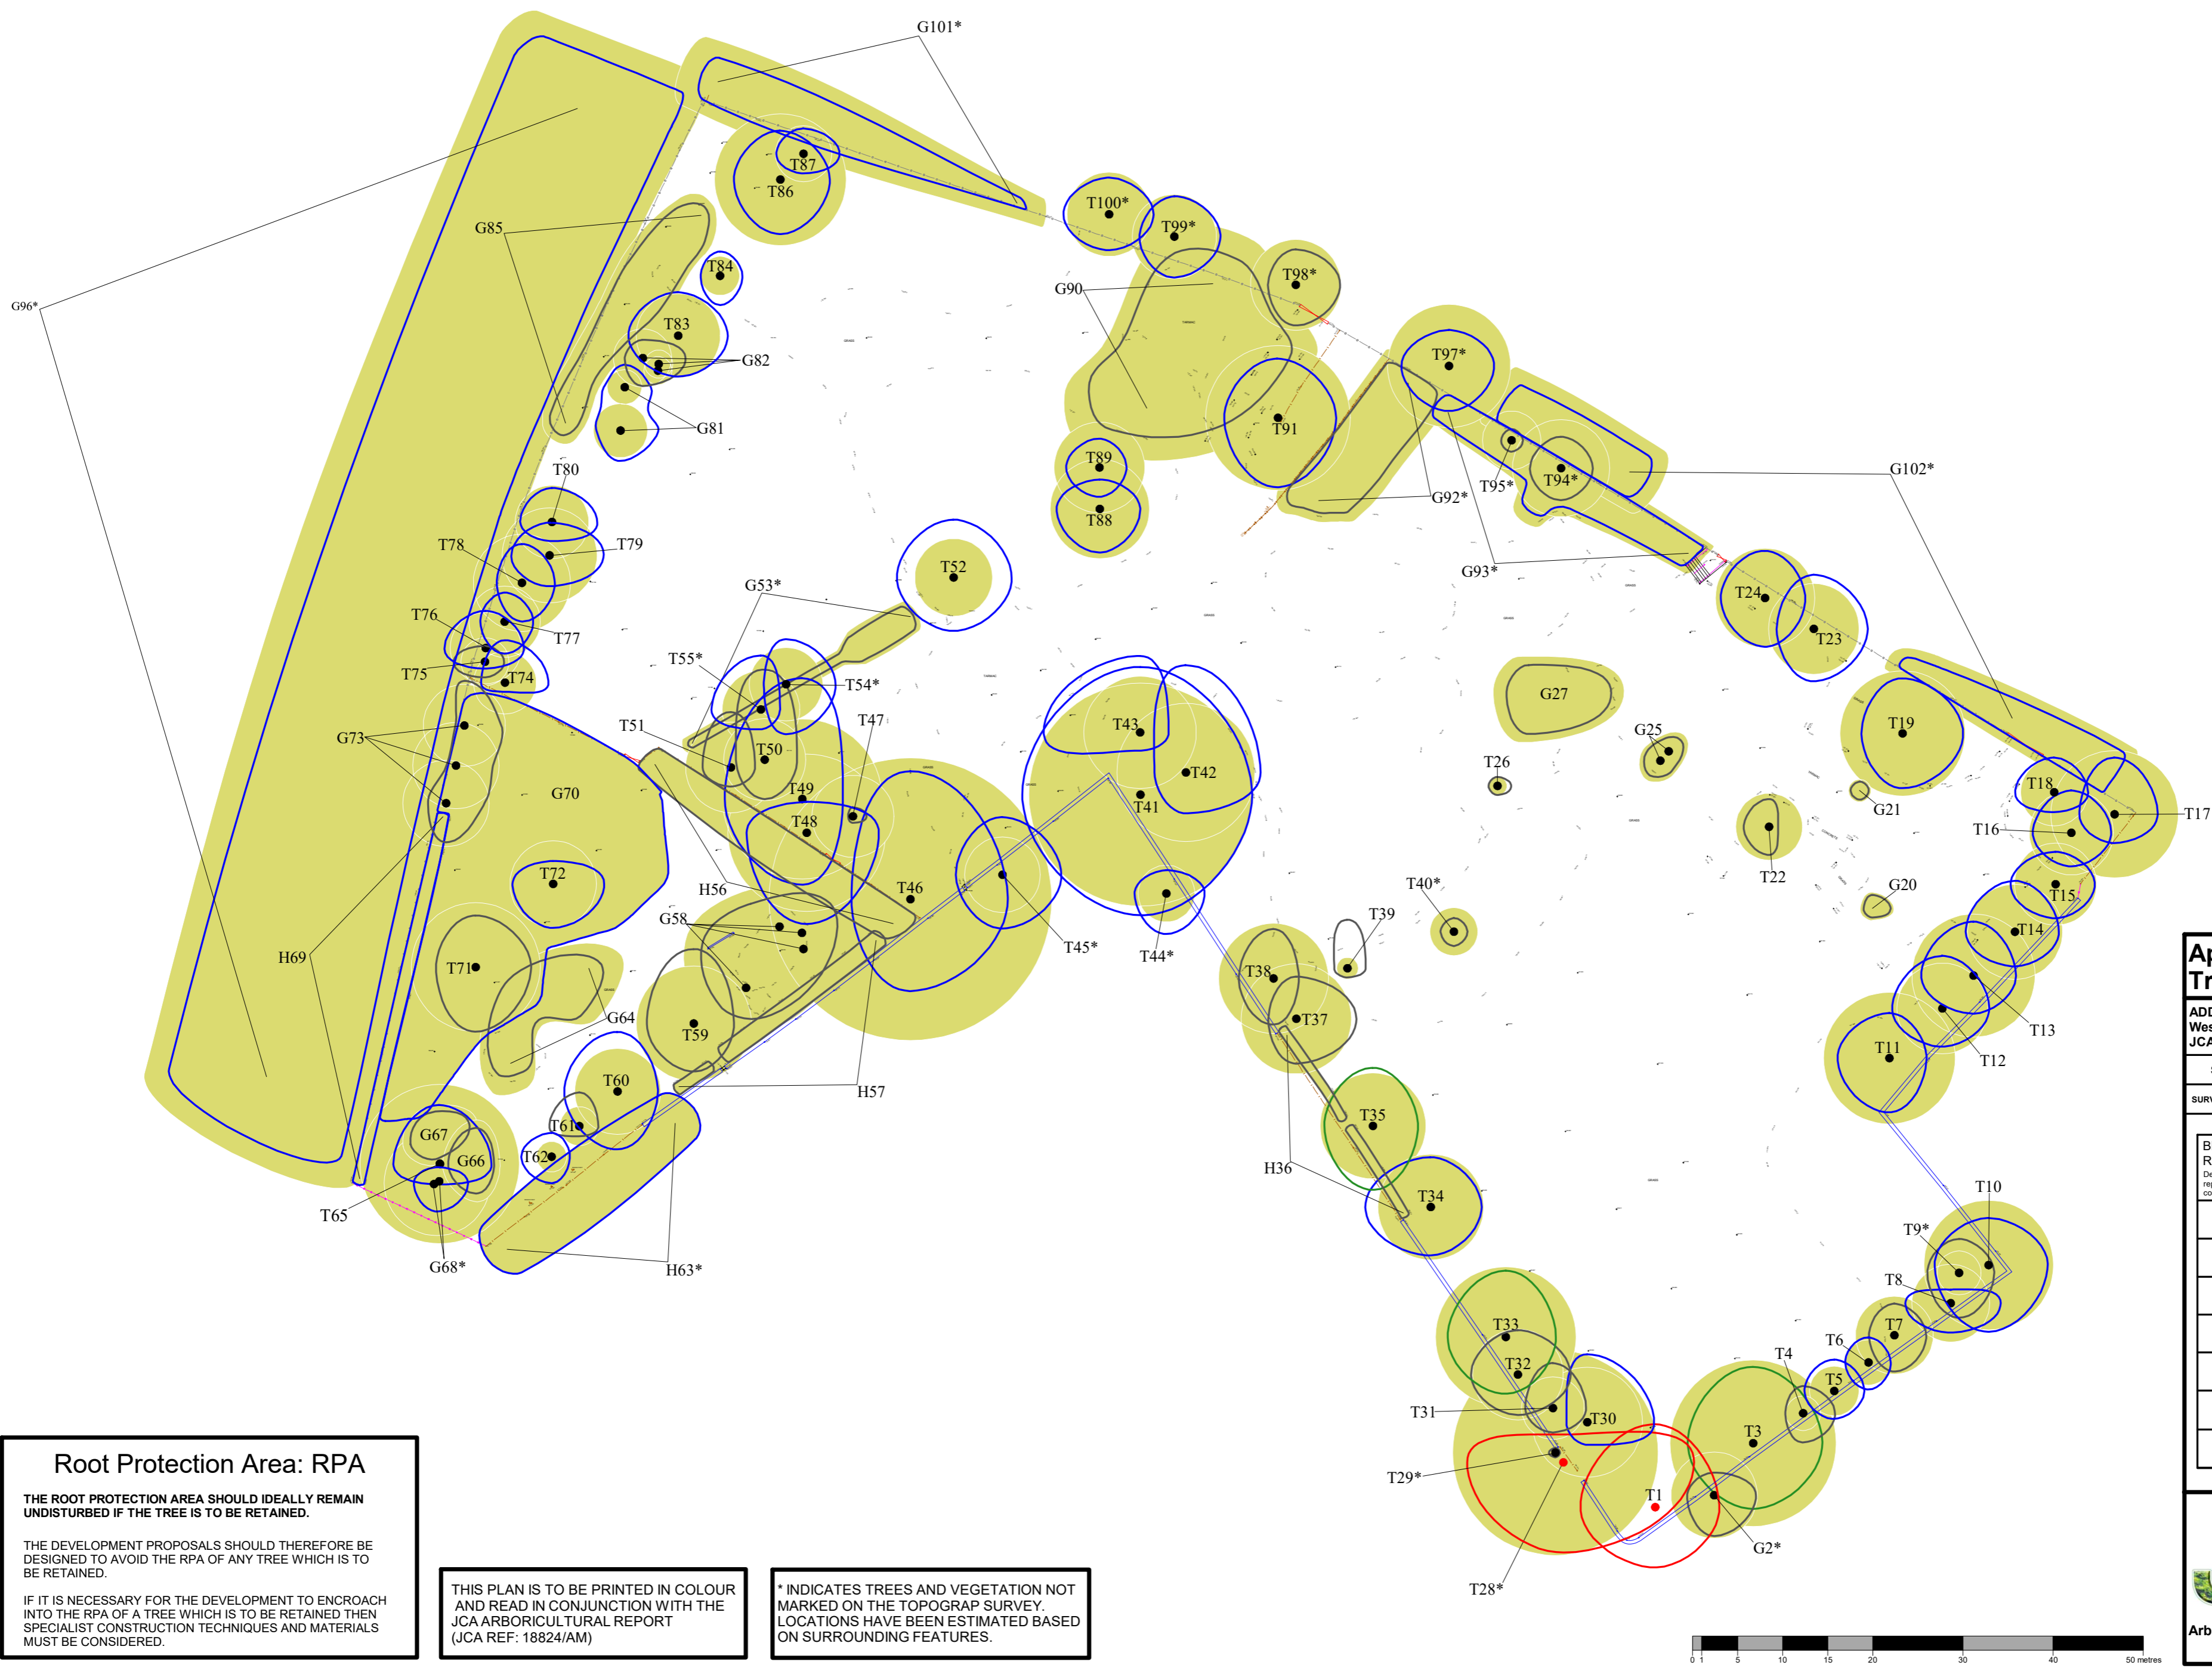 G101*
T87
T86
T100*
T99*
G85
T84
T98*
G90
G96*
T83
G82
T97*
G81
T91
T89
T80
G92*
T95*
T94*
G102*
T88
T78
T79
T52
G93*
G53*
T24
T76
T77
T23
T55*
T75
T74
T54*
G27
T51
T47
T43
T19
G73
T50
G25
T42
T26
T18
G70
T49
T41
G21
T17
T48
T16
T22
T72
H56
T46
T40*
G20
T15
G58
T39
T14
T45*
H69
T44*
T71
T38
G64
T59
T37
T13
T11
T12
T60
H57
T35
T61
G67
G66
T62
H36
T34
T10
T65
T9*
G68*
H63*
T8
T33
T7
T6
T4
T32
T5
T31
T30
T3
T29*
T1
G2*
T28*
Root Protection Area: RPA
THE ROOT PROTECTION AREA SHOULD IDEALLY REMAIN
UNDISTURBED IF THE TREE IS TO BE RETAINED.
THE DEVELOPMENT PROPOSALS SHOULD THEREFORE BE
DESIGNED TO AVOID THE RPA OF ANY TREE WHICH IS TO
BE RETAINED.
IF IT IS NECESSARY FOR THE DEVELOPMENT TO ENCROACH
INTO THE RPA OF A TREE WHICH IS TO BE RETAINED THEN
SPECIALIST CONSTRUCTION TECHNIQUES AND MATERIALS
MUST BE CONSIDERED.
THIS PLAN IS TO BE PRINTED IN COLOUR
AND READ IN CONJUNCTION WITH THE
JCA ARBORICULTURAL REPORT
(JCA REF: 18824/AM)
* INDICATES TREES AND VEGETATION NOT
MARKED ON THE TOPOGRAP SURVEY.
LOCATIONS HAVE BEEN ESTIMATED BASED
ON SURROUNDING FEATURES.
0 1 5 10 15 20 30 40 50 metres
Ap
Tr
ADD
Wes
JCA
SURV
B
R
De
rep
co
Arb